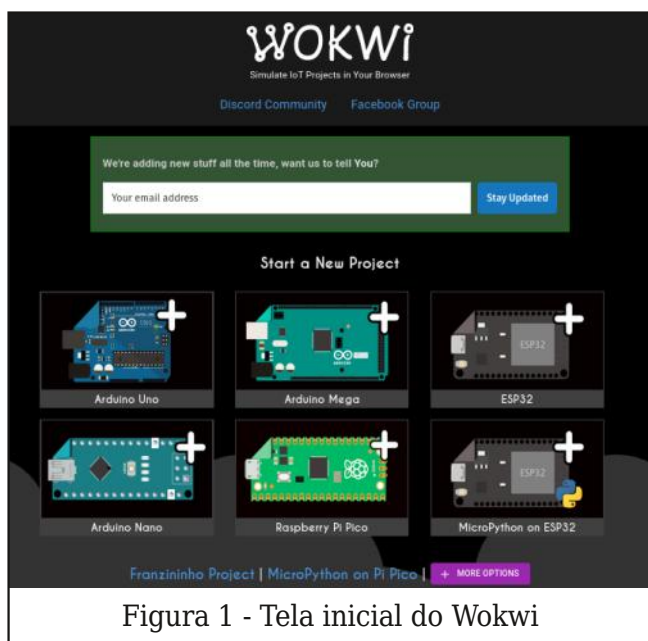 WOKWi
Simulate IoT Projects in Your Browser
Discord Community Facebook Group
We're adding new stuff all the time, want us to tell You?
Your email address
Stay Updated
Start a New Project
Arduino Uno
Arduino Mega
ESP32
ESP32
Arduino Nano
Raspberry Pi Pico
ESP32
MicroPython on ESP32
Franzininho Project | MicroPython on Pi Pico | + MORE OPTIONS
Figura 1 - Tela inicial do Wokwi